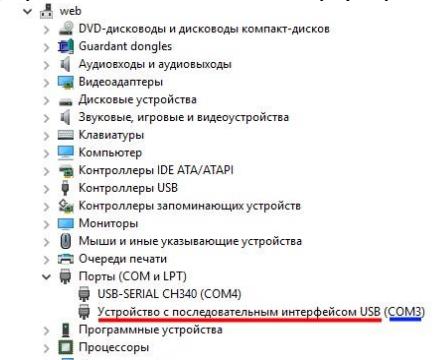 web
DVD-дисководы и дисководы компакт-дисков
Guardant dongles
Аудиовходы и аудиовыходы
Видеоадаптеры
Дисковые устройства
Звуковые, игровые и видеоустройства
Клавиатуры
Компьютер
Контроллеры IDE ATA/ATAPI
Контроллеры USB
Контроллеры запоминающих устройств
Мониторы
Мыши и иные указывающие устройства
Очереди печати
Порты (COM и LPT)
USB-SERIAL CH340 (COM4)
Устройство с последовательным интерфейсом USB (COM3)
Программные устройства
Процессоры